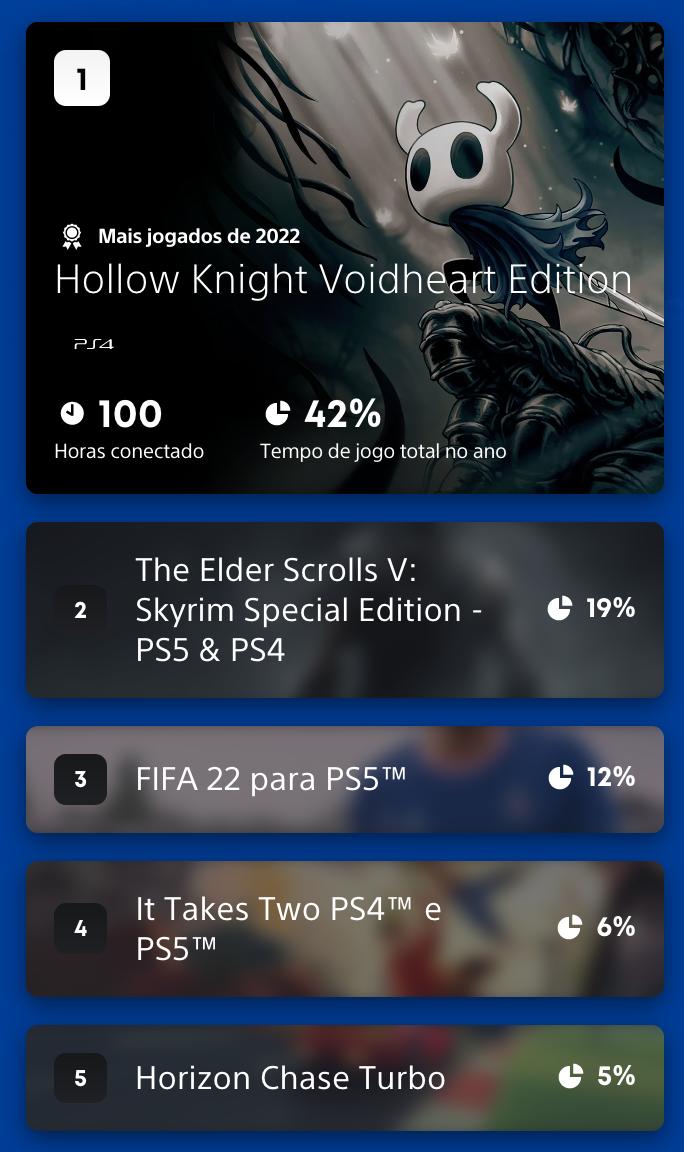 1
Mais jogados de 2022
Hollow Knight Voidheart Edition
PS4
100
42%
Horas conectado
Tempo de jogo total no ano
2
The Elder Scrolls V:
Skyrim Special Edition -
PS5 & PS4
19%
3
FIFA 22 para PS5™
12%
4
It Takes Two PS4™ e
PS5™
6%
5
Horizon Chase Turbo
5%